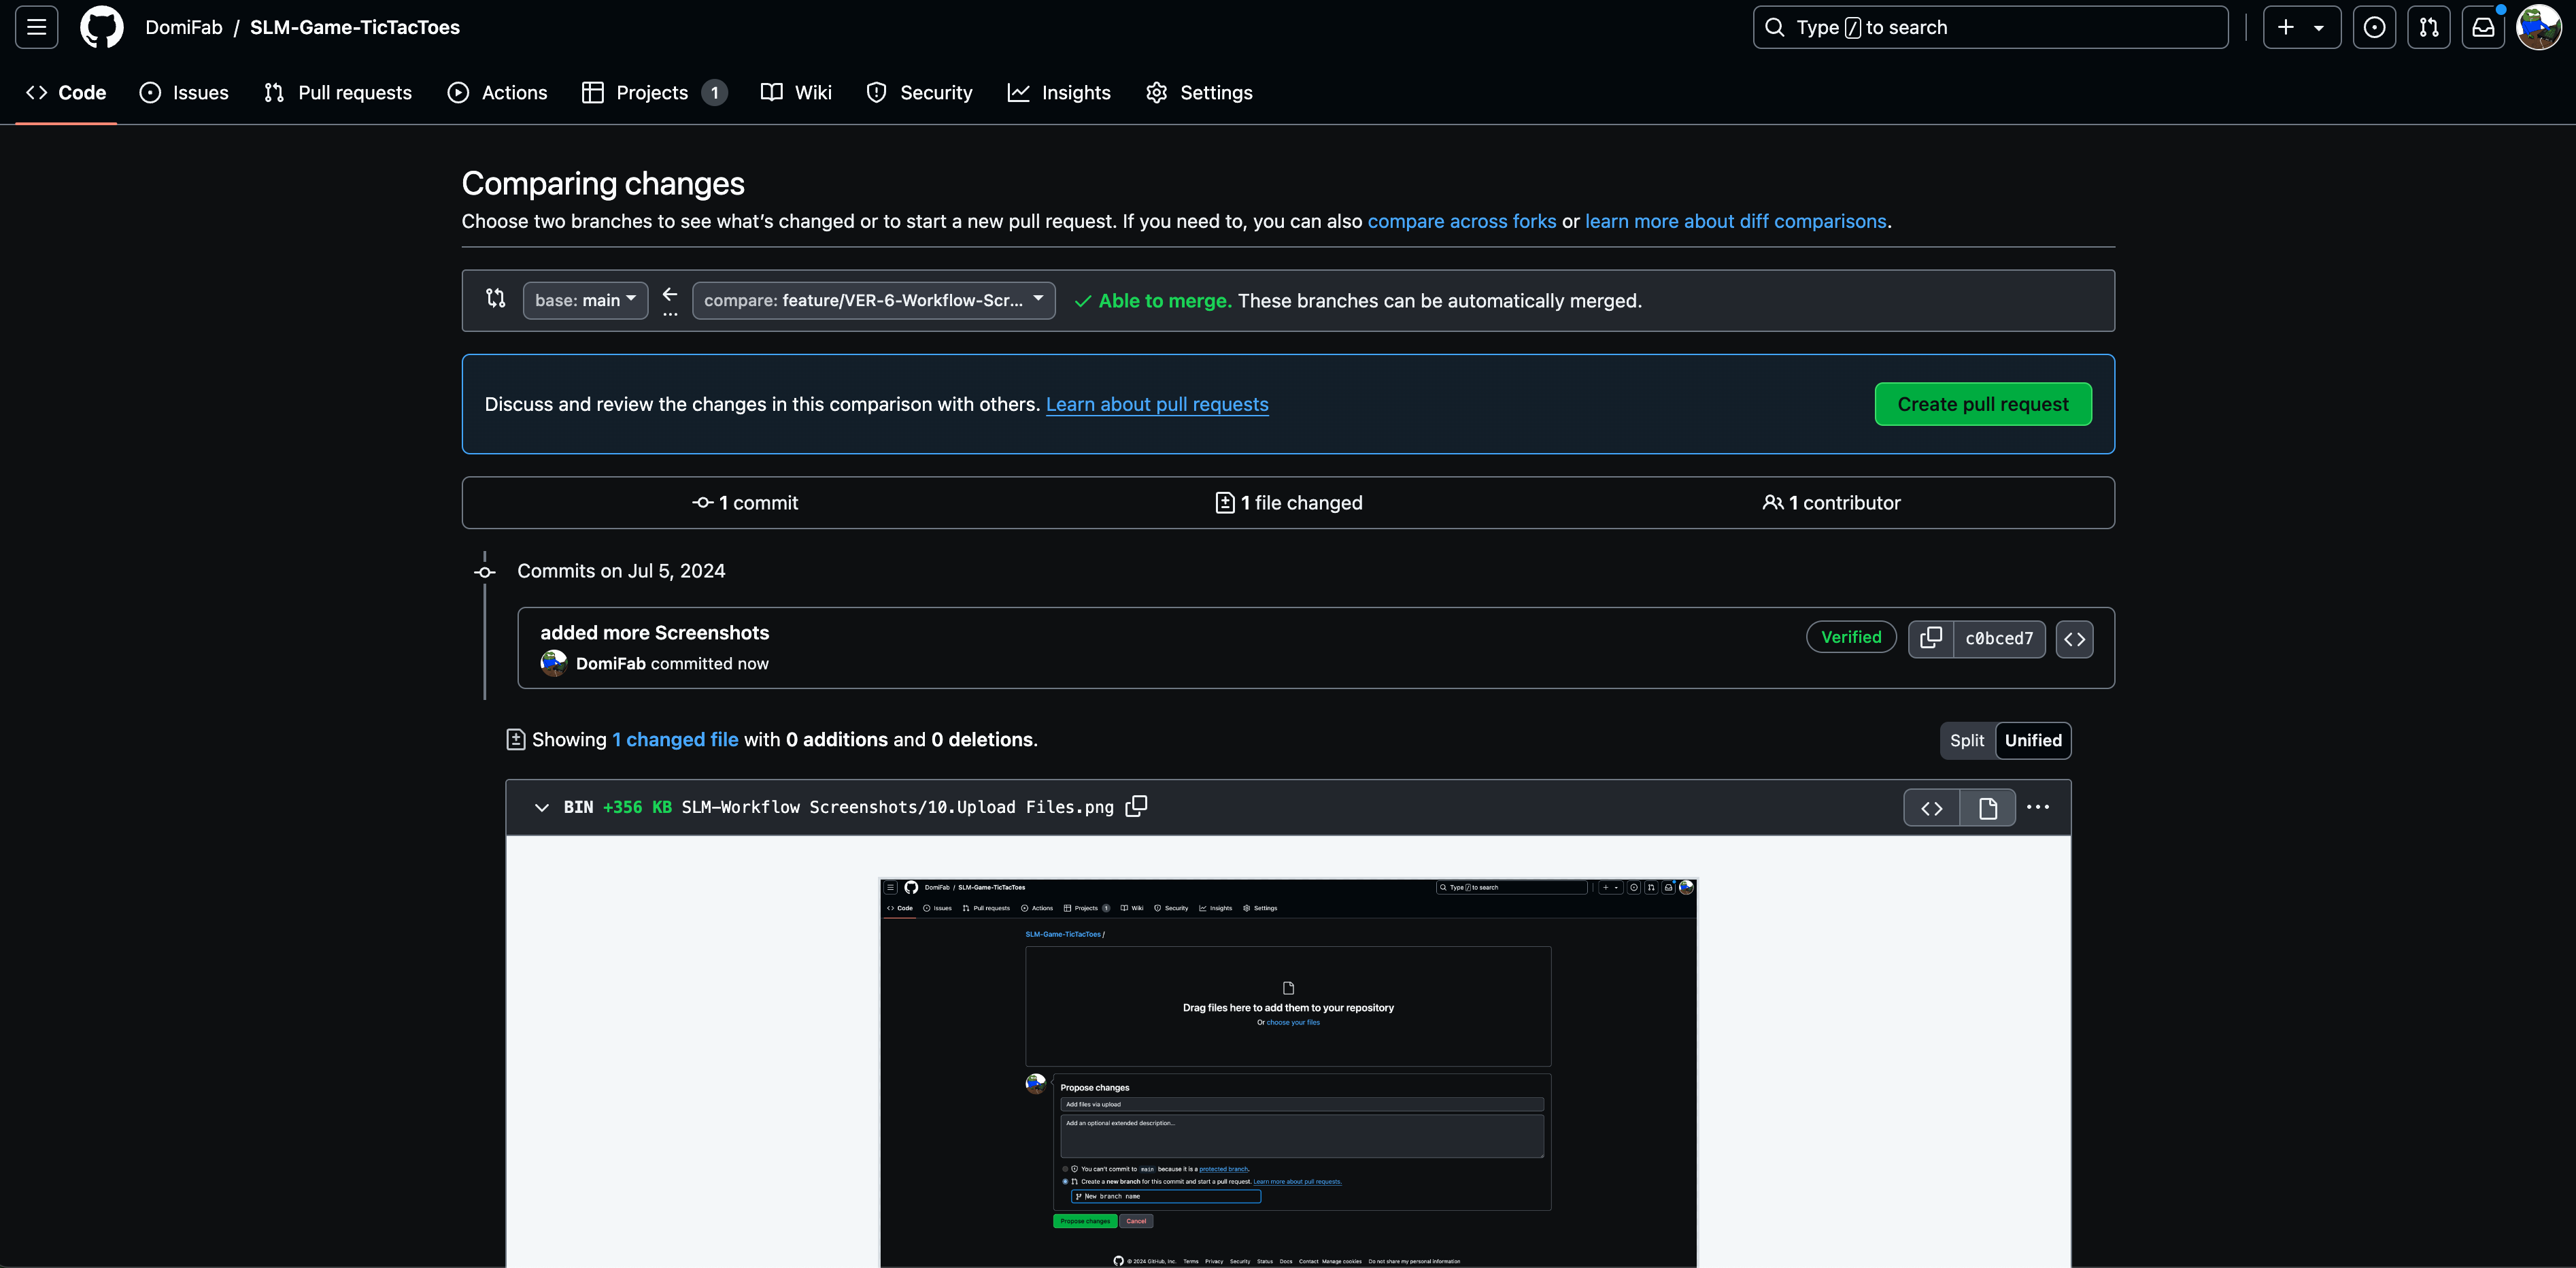 DomiFab / SLM-Game-TicTacToes
Type / to search
Code Issues Pull requests Actions Projects 1 Wiki Security Insights Settings
Comparing changes
Choose two branches to see what’s changed or to start a new pull request. If you need to, you can also compare across forks or learn more about diff comparisons.
base: main ... compare: feature/VER-6-Workflow-Scr... Able to merge. These branches can be automatically merged.
Discuss and review the changes in this comparison with others. Learn about pull requests
Create pull request
1 commit 1 file changed 1 contributor
Commits on Jul 5, 2024
added more Screenshots
DomiFab committed now
Verified c0bced7
Showing 1 changed file with 0 additions and 0 deletions.
Split Unified
BIN +356 KB SLM-Workflow Screenshots/10.Upload Files.png
DomiFab / SLM-Game-TicTacToes
Type / to search
Code Issues Pull requests Actions Projects 1 Wiki Security Insights Settings
SLM-Game-TicTacToes /
Drag files here to add them to your repository
Or choose your files
Propose changes
Add files via upload
Add an optional extended description...
You can't commit to main because it is a protected branch.
Create a new branch for this commit and start a pull request. Learn more about pull requests.
New branch name
Propose changes Cancel
© 2024 GitHub, Inc. Terms Privacy Security Status Docs Contact Manage cookies Do not share my personal information